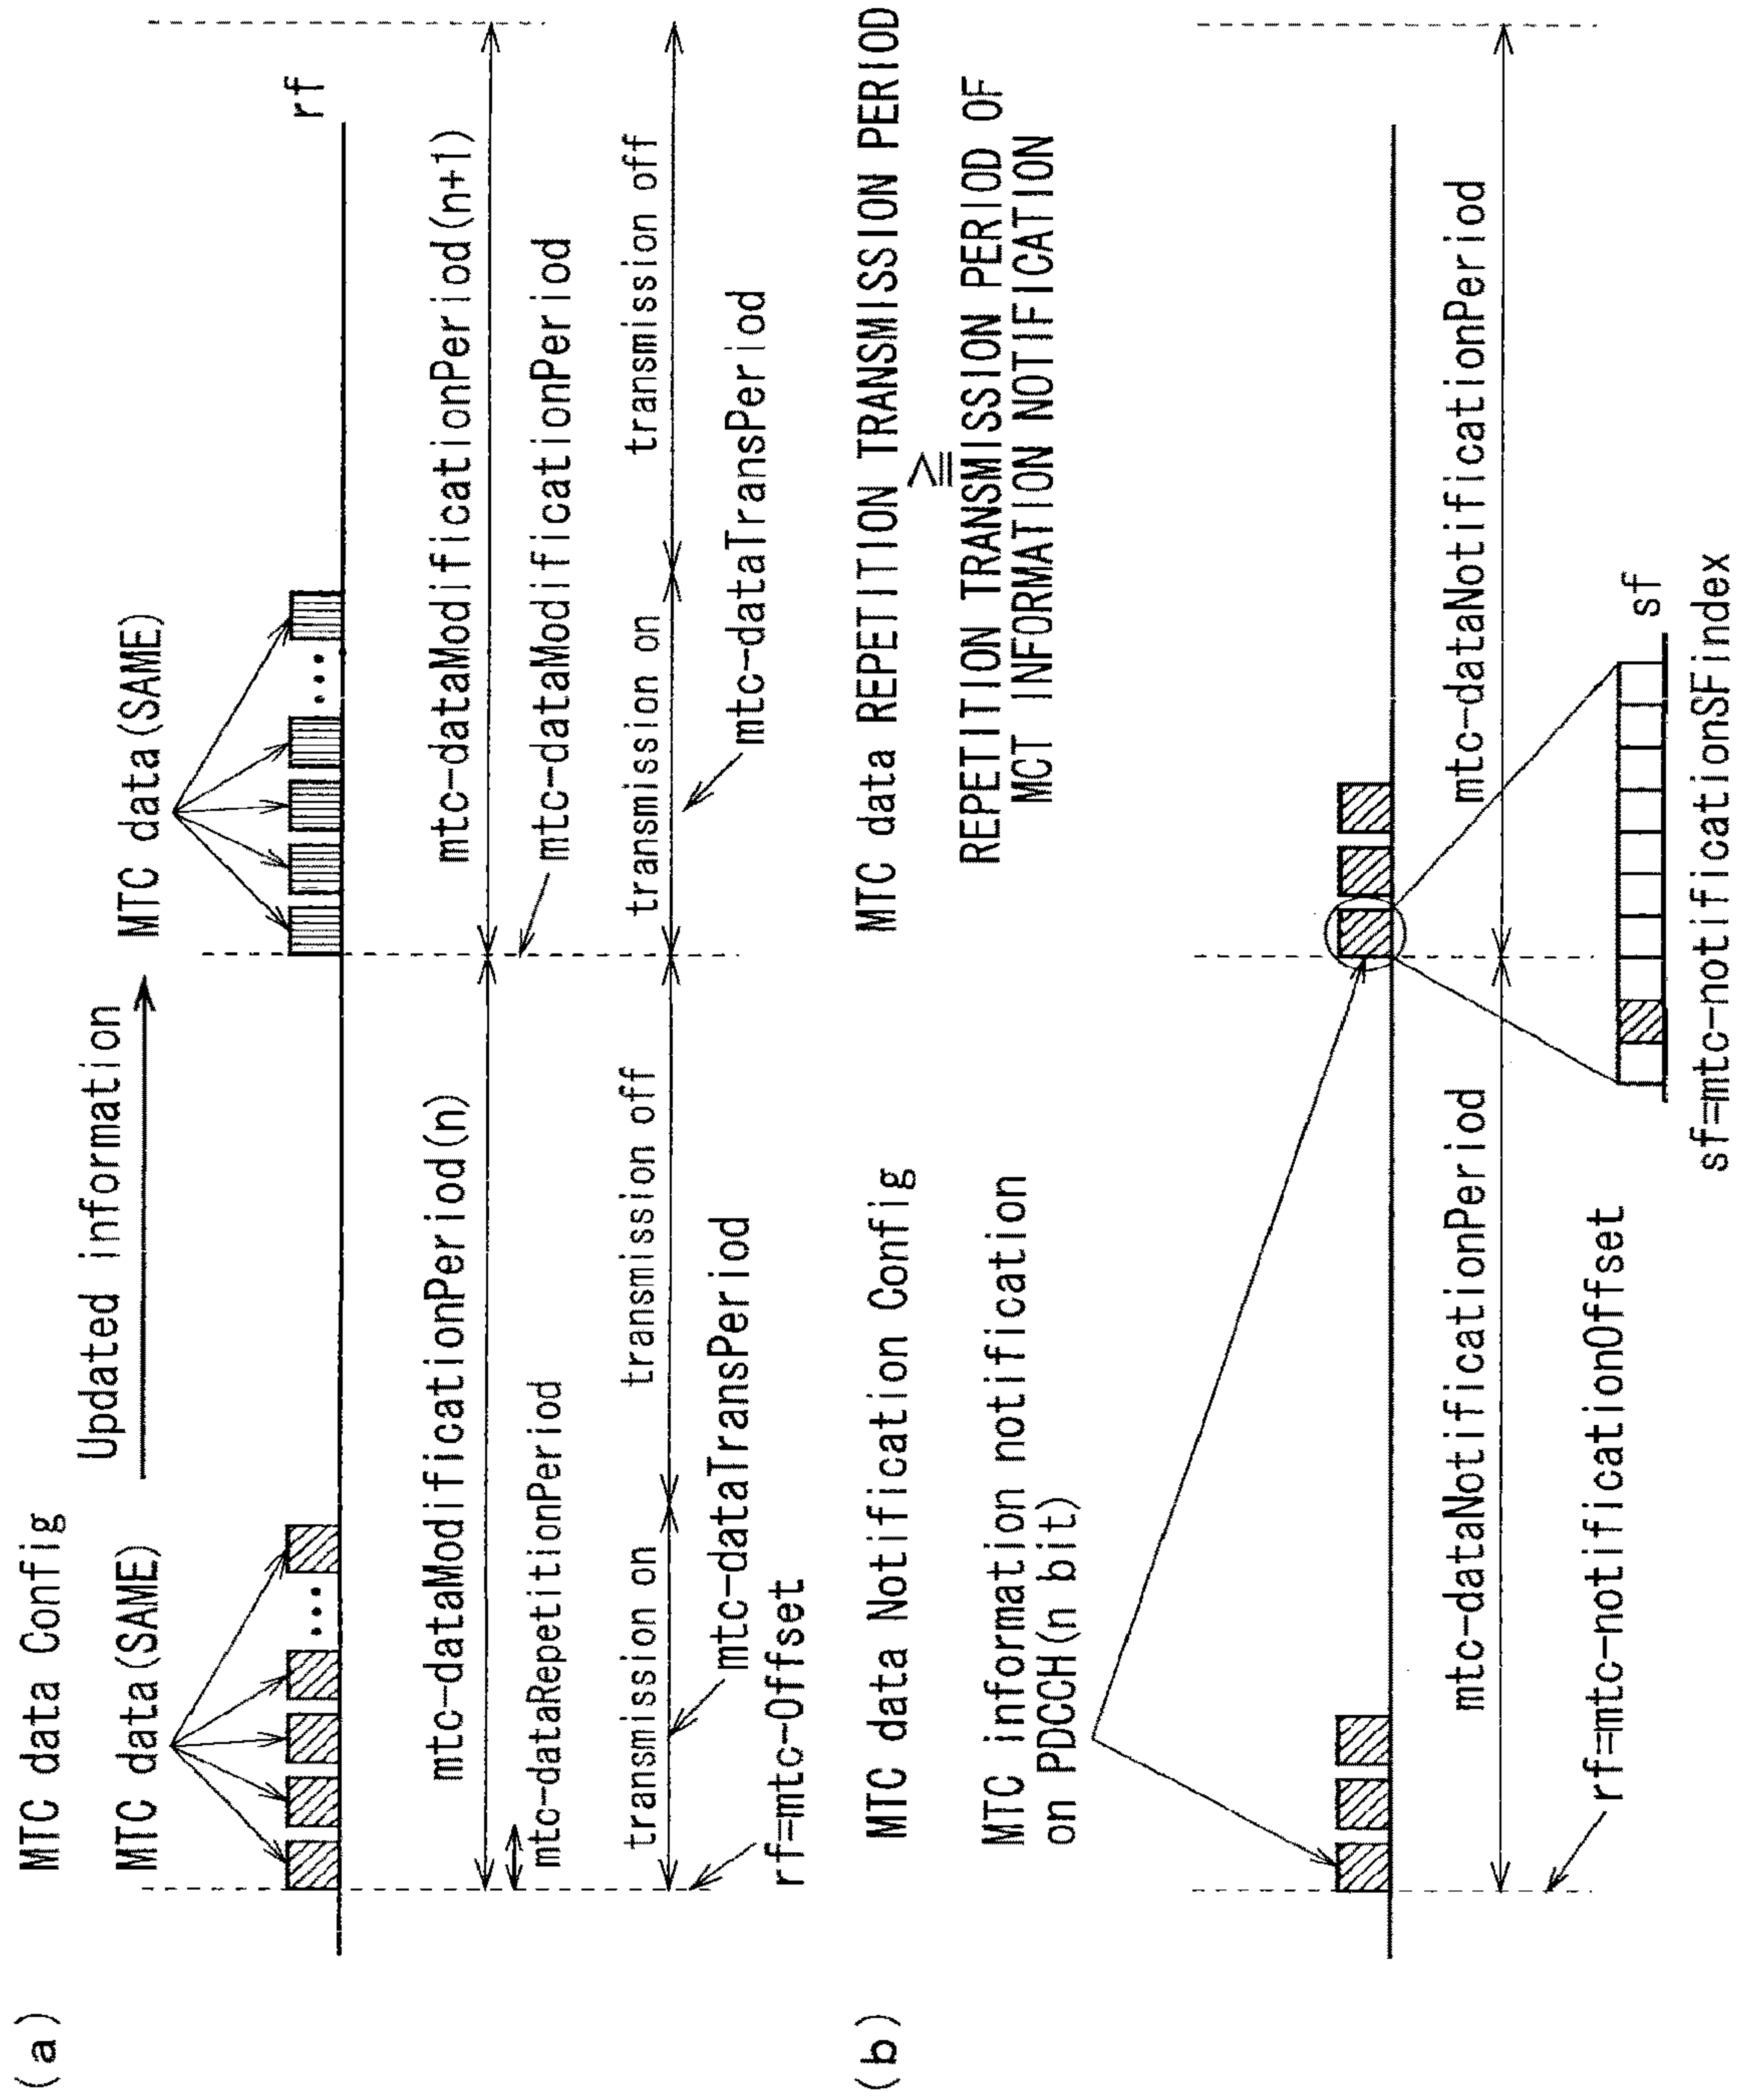 (a)
MTC data Config
Updated information
MTC data(SAME)
MTC data(SAME)
rf
mtc-dataModificationPeriod(n)
mtc-dataModificationPeriod(n+1)
mtc-dataRepetitionPeriod
mtc-dataModificationPeriod
transmission on
transmission off
transmission on
transmission off
mtc-dataTransPeriod
mtc-dataTransPeriod
rf=mtc-Offset
(b)
MTC data Notification Config
MTC data REPETITION TRANSMISSION PERIOD
≧
REPETITION TRANSMISSION PERIOD OF
MCT INFORMATION NOTIFICATION
MTC information notification
on PDCCH(n bit)
mtc-dataNotificationPeriod
mtc-dataNotificationPeriod
rf=mtc-notificationOffset
sf
sf=mtc-notificationSFindex